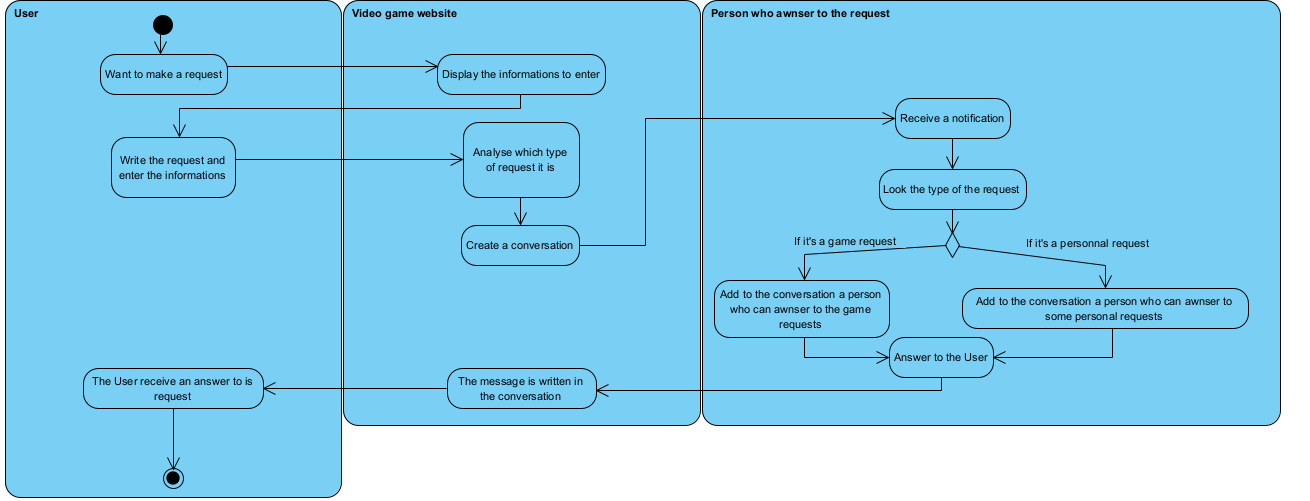 User
Video game website
Person who awnser to the request
Want to make a request
Display the informations to enter
Receive a notification
Write the request and
enter the informations
Analyse which type
of request it is
Look the type of the request
Create a conversation
If it's a game request
If it's a personnal request
Add to the conversation a person
who can awnser to the game
requests
Add to the conversation a person who can awnser to
some personal requests
Answer to the User
The User receive an answer to is
request
The message is written in
the conversation